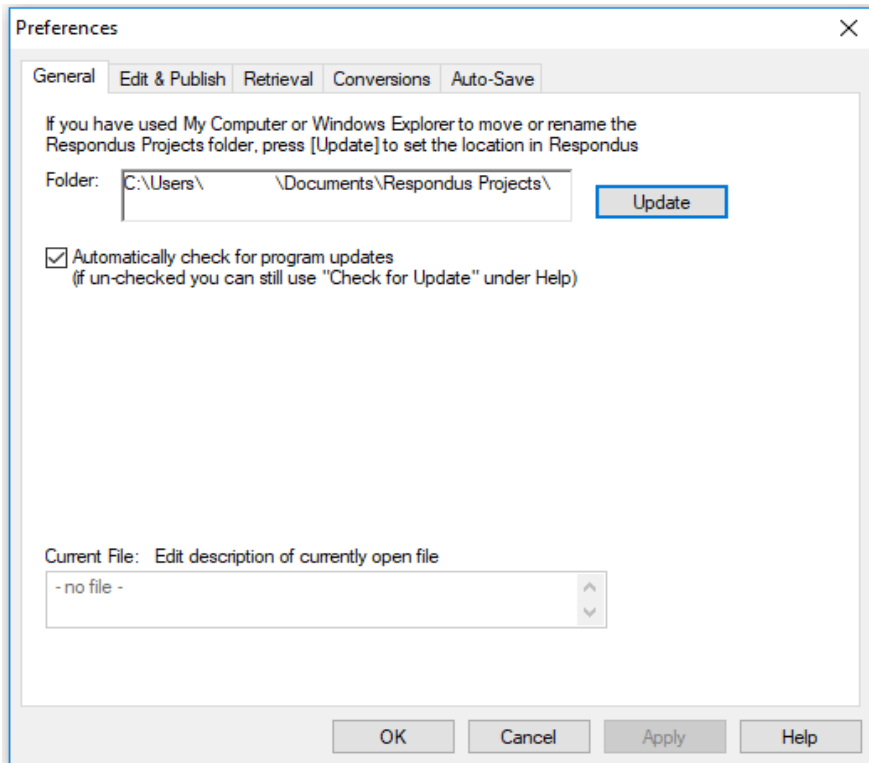 Preferences
General Edit & Publish Retrieval Conversions Auto-Save
If you have used My Computer or Windows Explorer to move or rename the
Respondus Projects folder, press [Update] to set the location in Respondus
Folder: C:\Users\ \Documents\Respondus Projects\
Update
Automatically check for program updates
(if un-checked you can still use "Check for Update" under Help)
Current File: Edit description of currently open file
- no file -
OK Cancel Apply Help